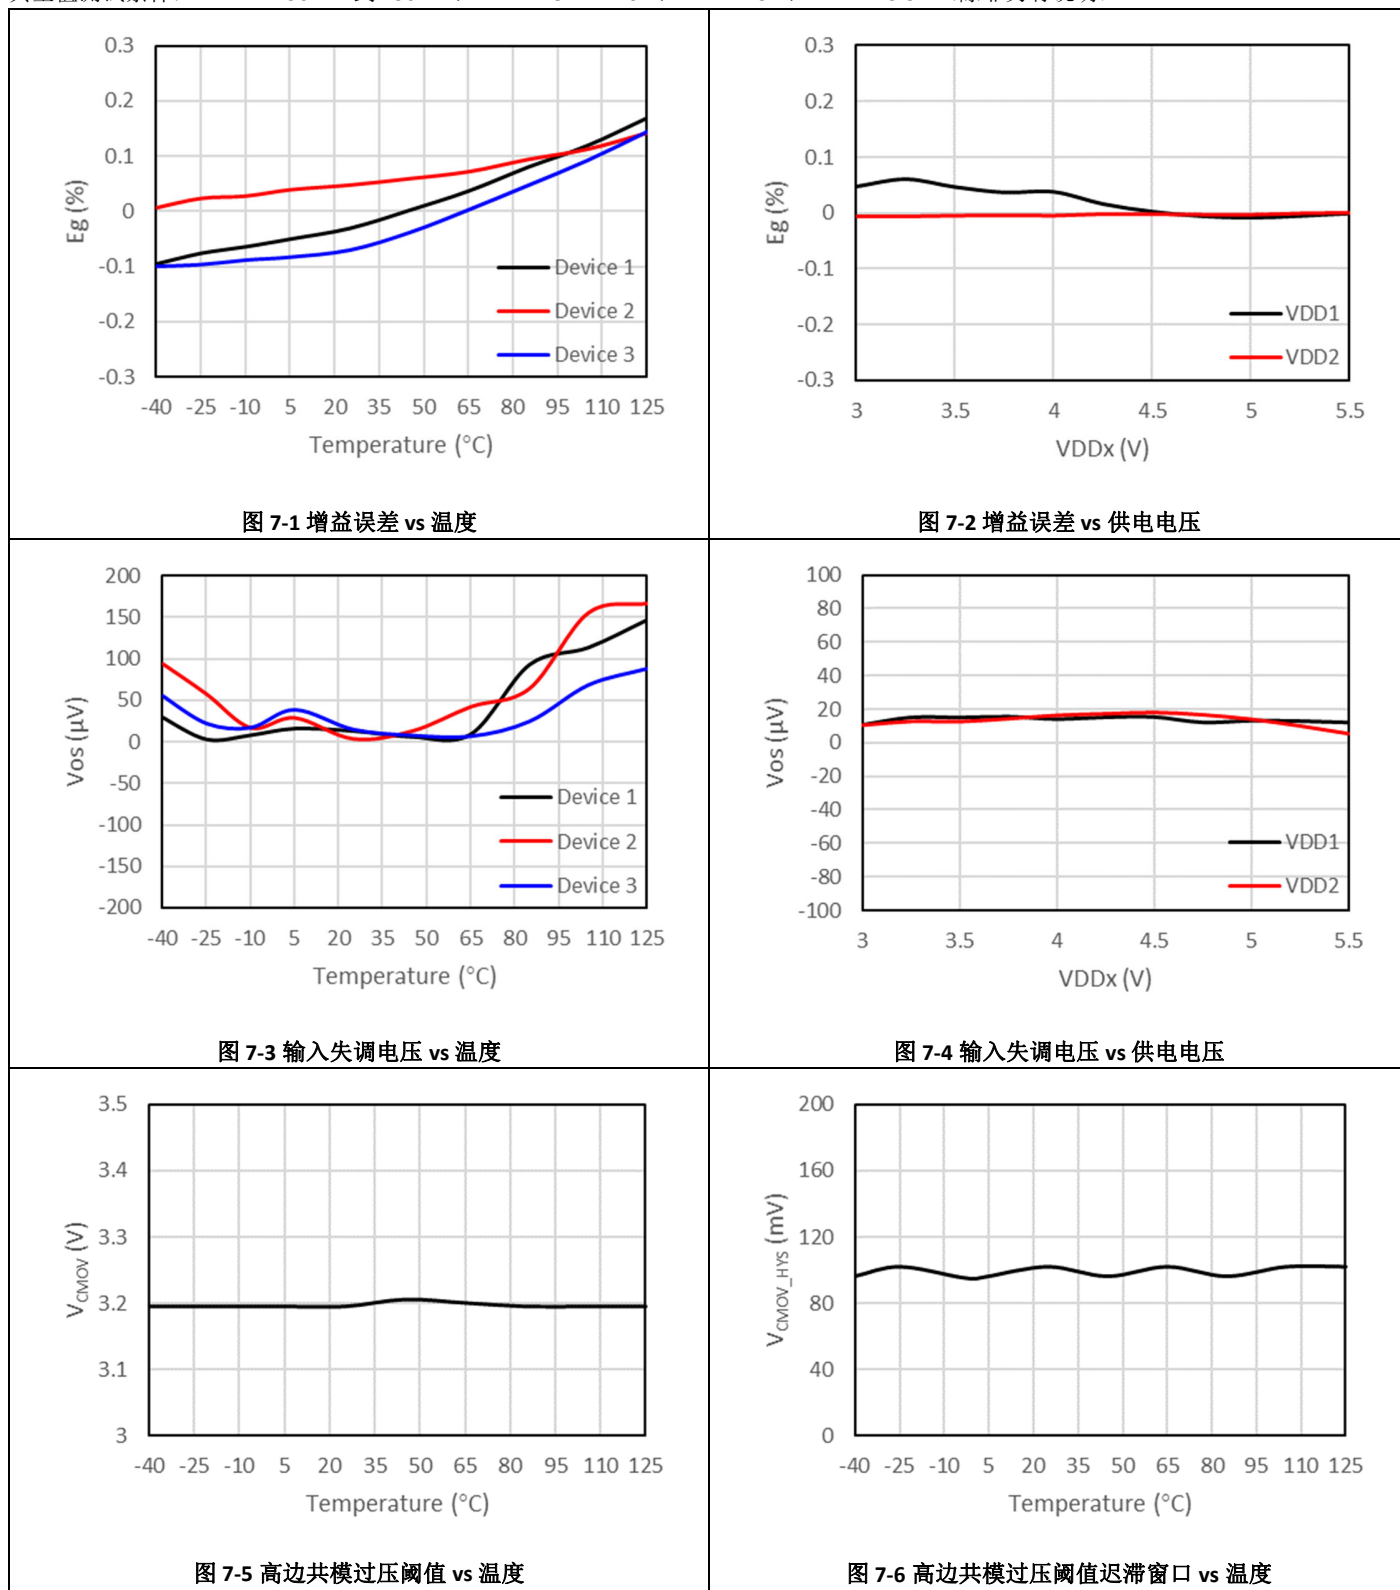 0.3
0.2
0.1
0
-0.1
-0.2
-0.3
Eg (%)
Device 1
Device 2
Device 3
-40 -25 -10 5 20 35 50 65 80 95 110 125
Temperature (°C)
图 7-1 增益误差 vs 温度
0.3
0.2
0.1
0
-0.1
-0.2
-0.3
Eg (%)
VDD1
VDD2
3 3.5 4 4.5 5 5.5
VDDx (V)
图 7-2 增益误差 vs 供电电压
200
150
100
50
0
-50
-100
-150
-200
Vos (µV)
Device 1
Device 2
Device 3
-40 -25 -10 5 20 35 50 65 80 95 110 125
Temperature (°C)
图 7-3 输入失调电压 vs 温度
100
80
60
40
20
0
-20
-40
-60
-80
-100
Vos (µV)
VDD1
VDD2
3 3.5 4 4.5 5 5.5
VDDx (V)
图 7-4 输入失调电压 vs 供电电压
3.5
3.4
3.3
3.2
3.1
3
VCMOV (V)
-40 -25 -10 5 20 35 50 65 80 95 110 125
Temperature (°C)
图 7-5 高边共模过压阈值 vs 温度
200
160
120
80
40
0
VCMOV_HYS (mV)
-40 -25 -10 5 20 35 50 65 80 95 110 125
Temperature (°C)
图 7-6 高边共模过压阈值迟滞窗口 vs 温度